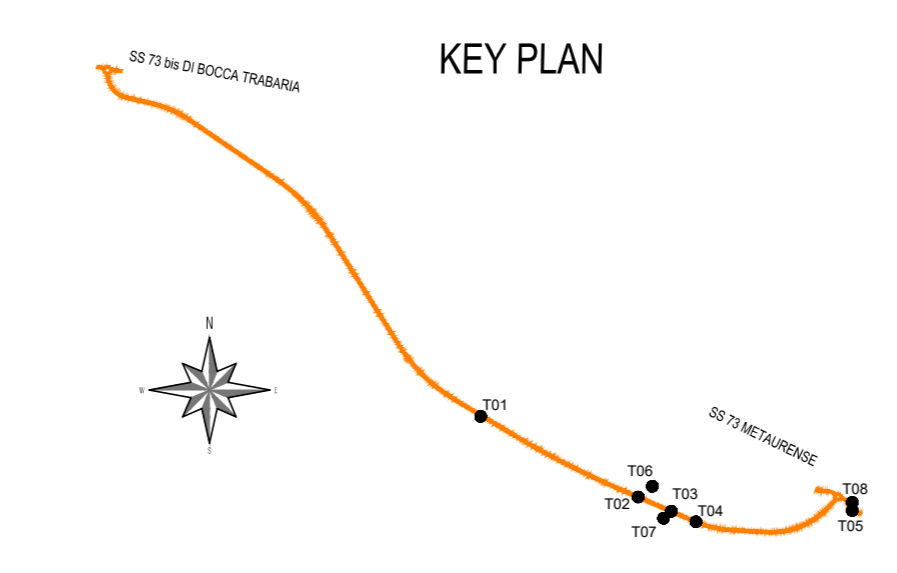 KEY PLAN
SS 73 bis DI BOCCA TRABARIA
N
W
E
S
T01
SS 73 METAURENSE
T06
T03
T02
T04
T07
T08
T05